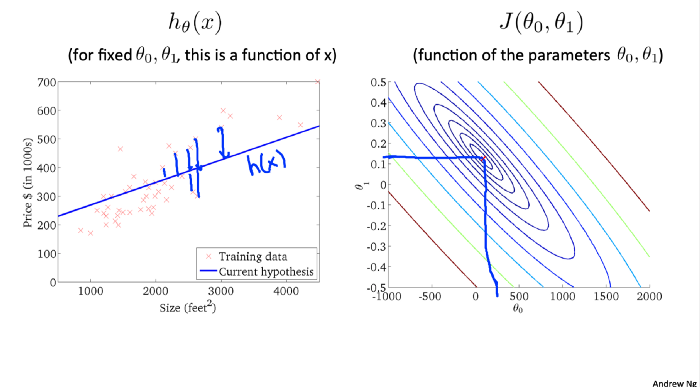 h_θ(x)
(for fixed θ₀, θ₁, this is a function of x)
700
600
500
400
300
200
100
0
1000
2000
3000
4000
Price $ (in 1000s)
Size (feet²)
h(x)
Training data
Current hypothesis
J(θ₀, θ₁)
(function of the parameters θ₀, θ₁)
0.5
0.4
0.3
0.2
0.1
0
-0.1
-0.2
-0.3
-0.4
-0.5
-1000
-500
0
500
1000
1500
2000
θ₁
θ₀
Andrew Ng